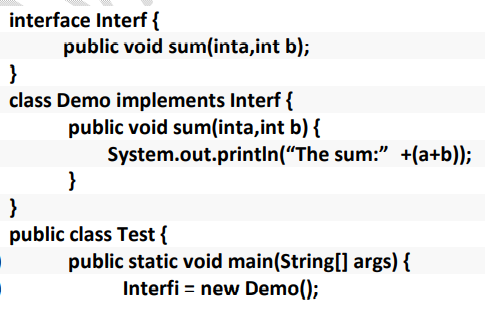 interface Interf {
public void sum(inta,int b);
}
class Demo implements Interf {
public void sum(inta,int b) {
System.out.println(“The sum:” +(a+b));
}
}
public class Test {
public static void main(String[] args) {
Interfi = new Demo();